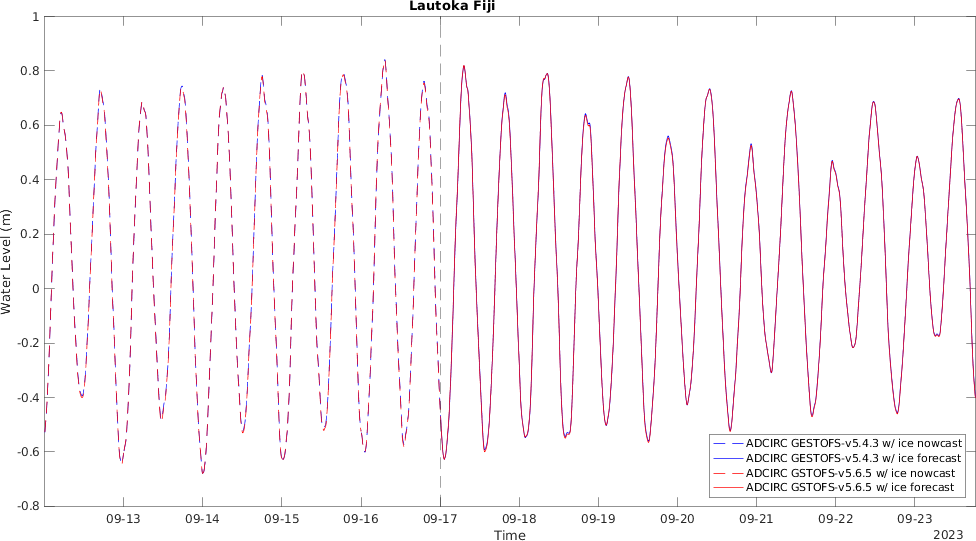 Lautoka Fiji
1
0.8
0.6
0.4
0.2
0
-0.2
-0.4
-0.6
-0.8
Water Level (m)
ADCIRC GESTOFS-v5.4.3 w/ ice nowcast
ADCIRC GESTOFS-v5.4.3 w/ ice forecast
ADCIRC GSTOFS-v5.6.5 w/ ice nowcast
ADCIRC GSTOFS-v5.6.5 w/ ice forecast
09-13 09-14 09-15 09-16 09-17 09-18 09-19 09-20 09-21 09-22 09-23
Time
2023